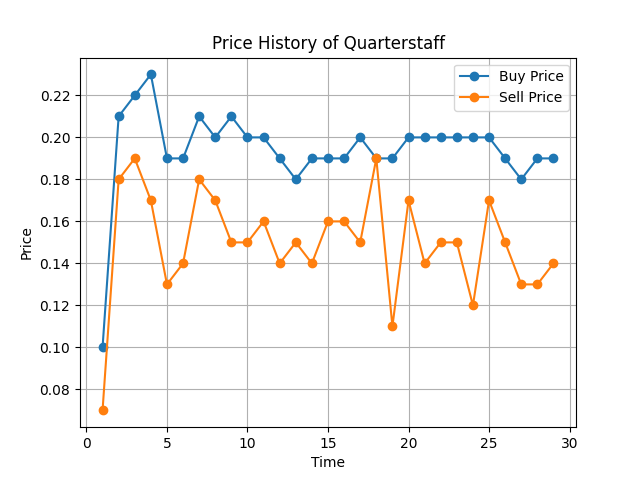 Price History of Quarterstaff
Buy Price
Sell Price
0.22
0.20
0.18
0.16
0.14
0.12
0.10
0.08
Price
0 5 10 15 20 25 30
Time